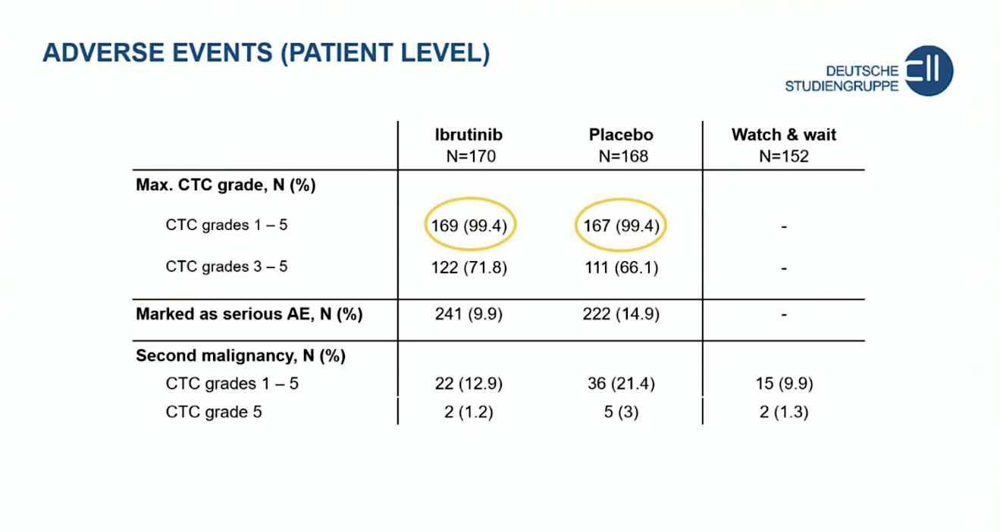 ADVERSE EVENTS (PATIENT LEVEL)
DEUTSCHE
STUDIENGRUPPE
CLL
Ibrutinib Placebo Watch & wait
N=170 N=168 N=152
Max. CTC grade, N (%)
CTC grades 1 – 5 169 (99.4) 167 (99.4) -
CTC grades 3 – 5 122 (71.8) 111 (66.1) -
Marked as serious AE, N (%) 241 (9.9) 222 (14.9) -
Second malignancy, N (%)
CTC grades 1 – 5 22 (12.9) 36 (21.4) 15 (9.9)
CTC grade 5 2 (1.2) 5 (3) 2 (1.3)